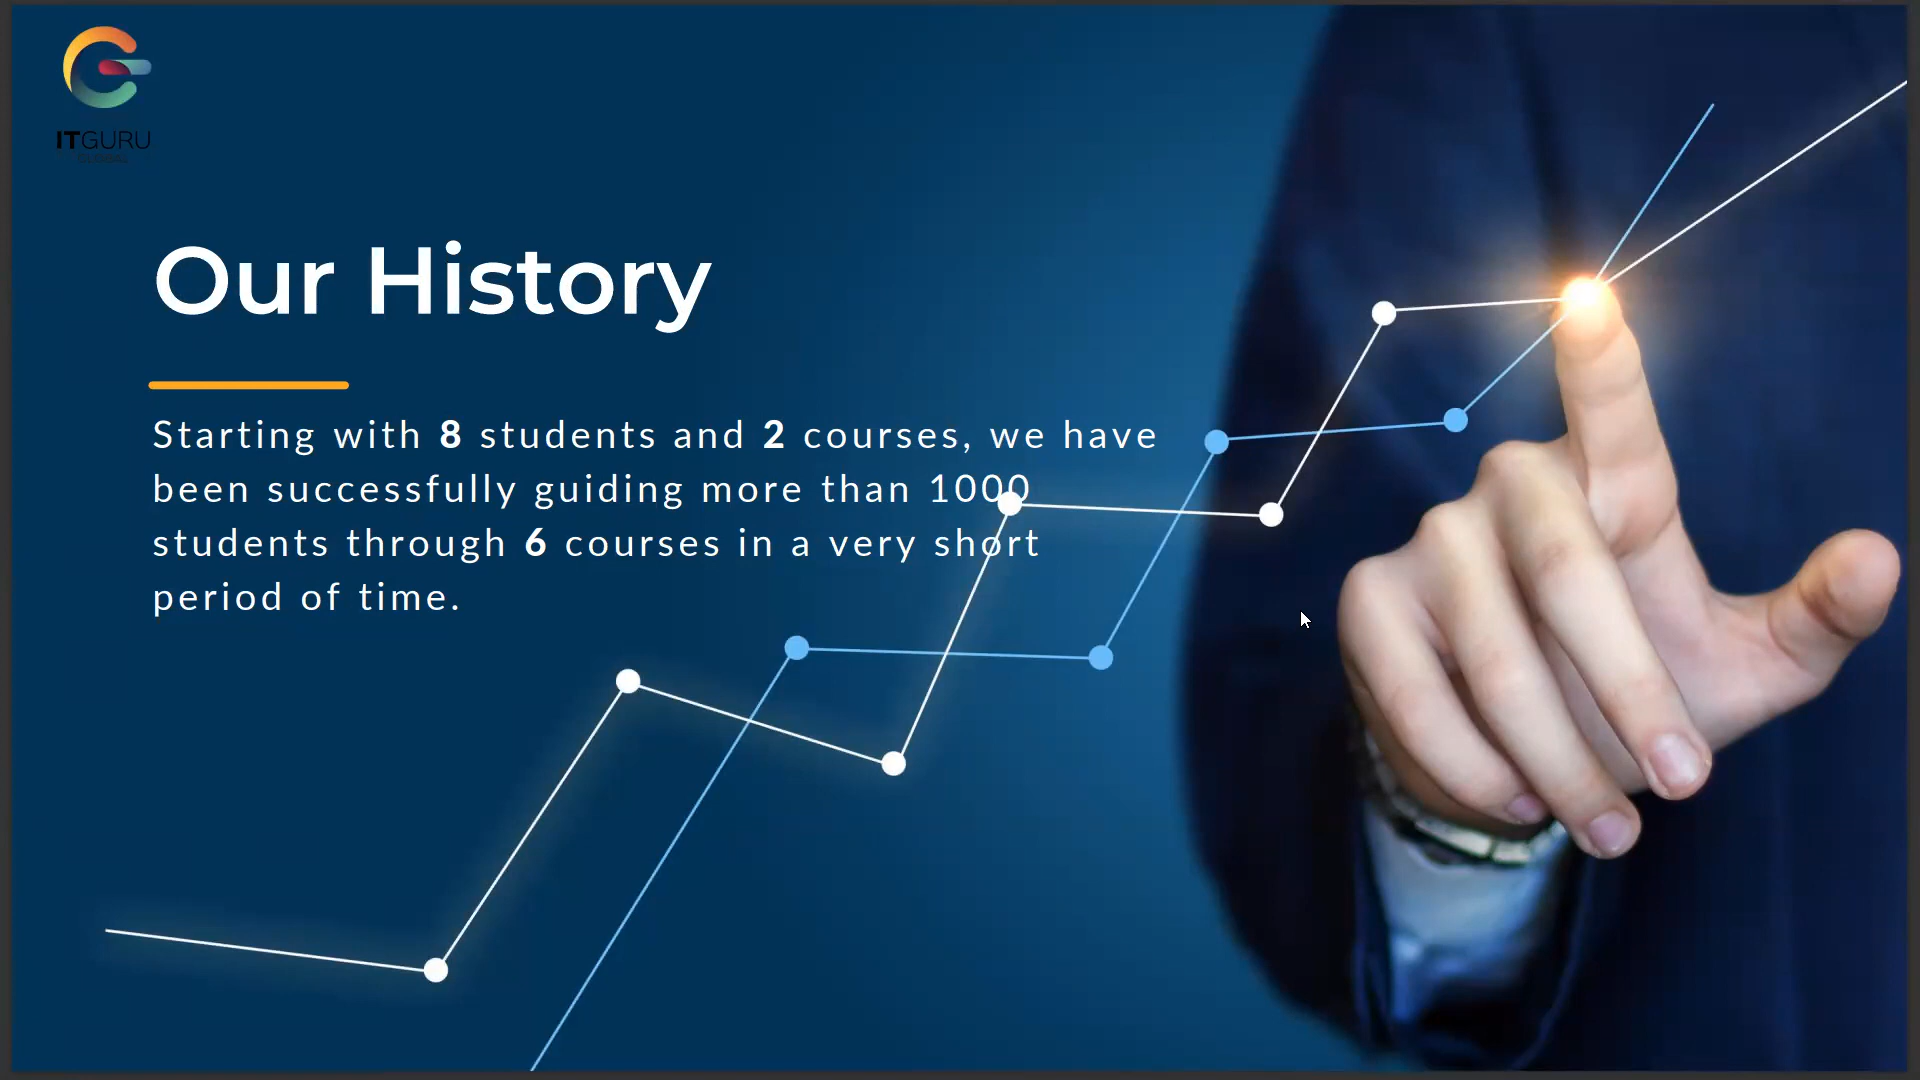 ITGURU
GLOBAL
Our History
Starting with 8 students and 2 courses, we have
been successfully guiding more than 1000
students through 6 courses in a very short
period of time.